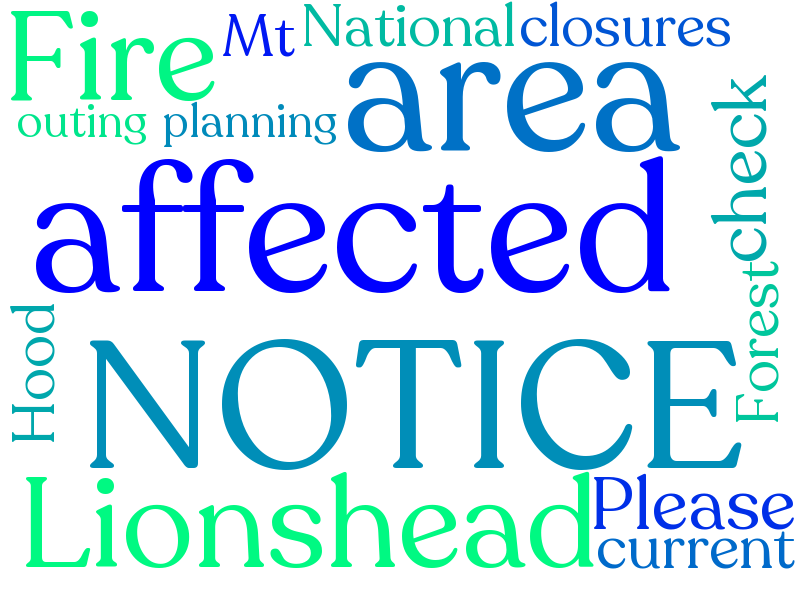 Fire Mt National closures
outing planning area
check
affected
Forest
Hood
NOTICE
Lionshead Please
current